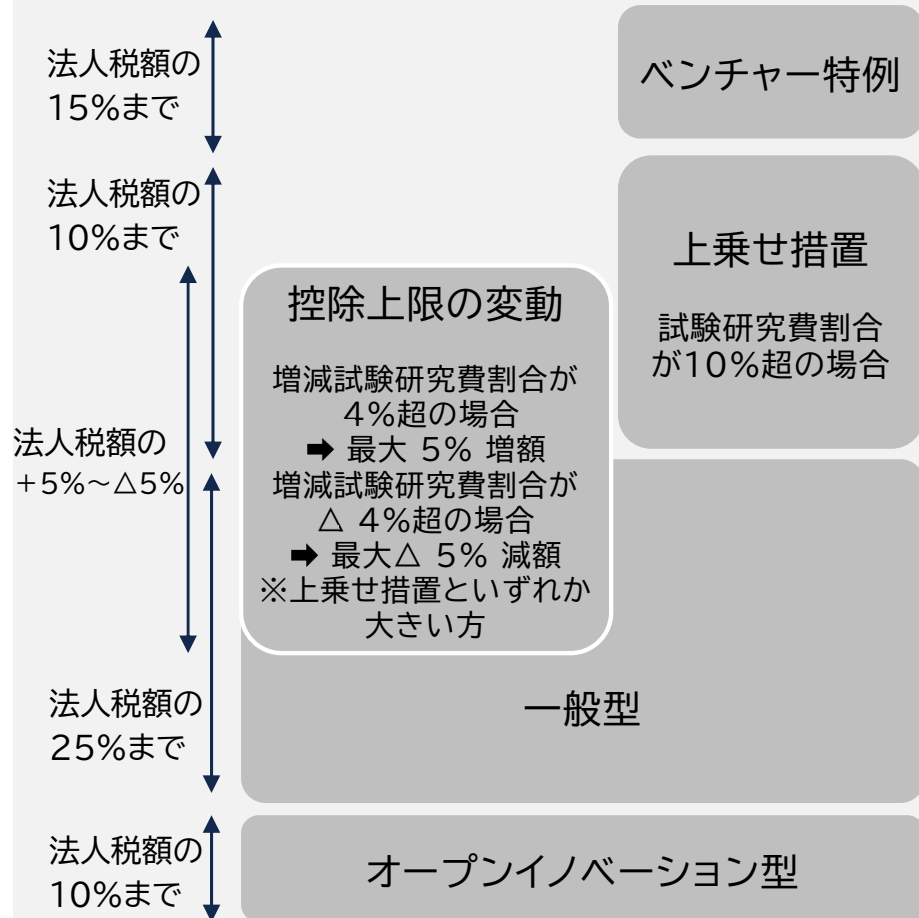 法人税額の
15%まで
ベンチャー特例
法人税額の
10%まで
上乗せ措置
試験研究費割合
が10%超の場合
控除上限の変動
増減試験研究費割合が
4%超の場合
➡ 最大 5% 増額
増減試験研究費割合が
△ 4%超の場合
➡ 最大△ 5% 減額
※上乗せ措置といずれか
大きい方
法人税額の
+5%～△5%
法人税額の
25%まで
一般型
法人税額の
10%まで
オープンイノベーション型